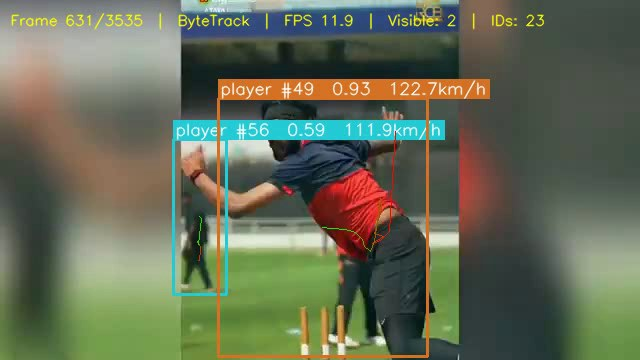 Frame 631/3535 | ByteTrack | FPS 11.9 | Visible: 2 | IDs: 23
player #49 0.93 122.7km/h
player #56 0.59 111.9km/h